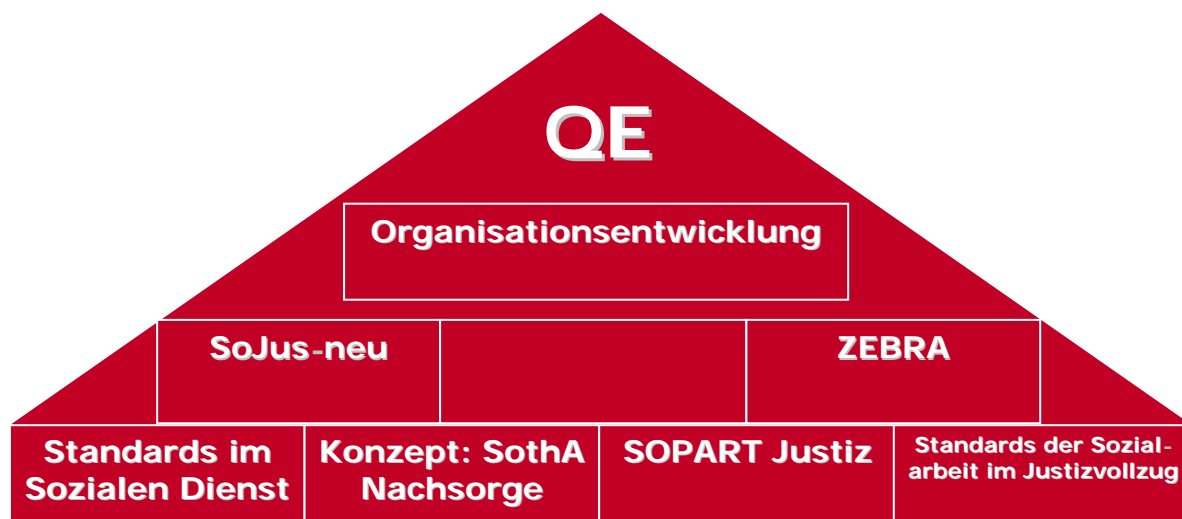 QE
Organisationsentwicklung
SoJus-neu
ZEBRA
Standards im
Sozialen Dienst
Konzept: SothA
Nachsorge
SOPART Justiz
Standards der Sozial-
arbeit im Justizvollzug